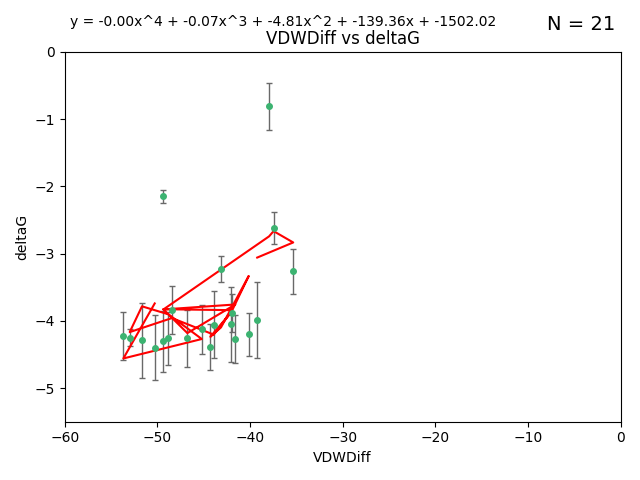 y = -0.00x^4 + -0.07x^3 + -4.81x^2 + -139.36x + -1502.02
N = 21
VDWDiff vs deltaG
0
−1
−2
−3
−4
−5
deltaG
−60 −50 −40 −30 −20 −10 0
VDWDiff